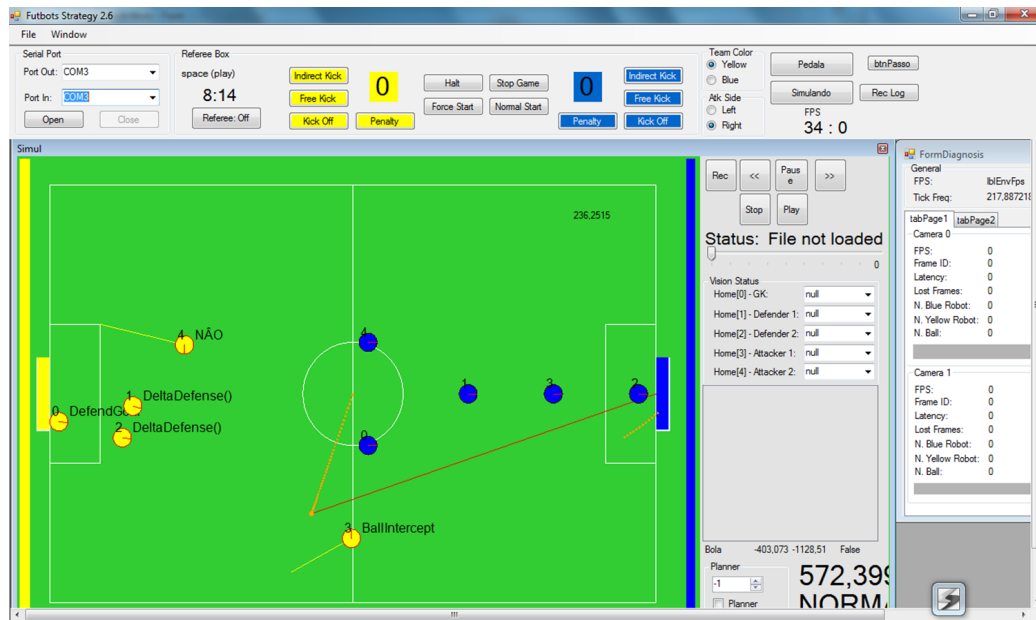 Futbots Strategy 2.6
File Window
Serial Port
Port Out: COM3
Port In: COM3
Open Close
Referee Box
space (play)
8:14
Referee: Off
Indirect Kick
Free Kick
Kick Off
0
Penalty
Halt Stop Game
Force Start Normal Start
0
Penalty
Indirect Kick
Free Kick
Kick Off
Team Color
Yellow
Blue
Atk Side
Left
Right
Pedala
btnPasso
Simulando
Rec Log
FPS
34 : 0
Simul
236,2515
4 NÃO
4
1 DeltaDefense()
0 DefendG
2 DeltaDefense()
1 3 2
0
3 BallIntercept
Rec << Paus
e >>
Stop Play
Status: File not loaded
0
Vision Status
Home[0] - GK: null
Home[1] - Defender 1: null
Home[2] - Defender 2: null
Home[3] - Attacker 1: null
Home[4] - Attacker 2: null
Bola -403,073 -1128,51 False
Planner
-1
Planner
572,399
NORMA
FormDiagnosis
General
FPS: lblEnvFps
Tick Freq: 217,887218
tabPage1 tabPage2
Camera 0
FPS: 0
Frame ID: 0
Latency: 0
Lost Frames: 0
N. Blue Robot: 0
N. Yellow Robot: 0
N. Ball: 0
Camera 1
FPS: 0
Frame ID: 0
Latency: 0
Lost Frames: 0
N. Blue Robot: 0
N. Yellow Robot: 0
N. Ball: 0